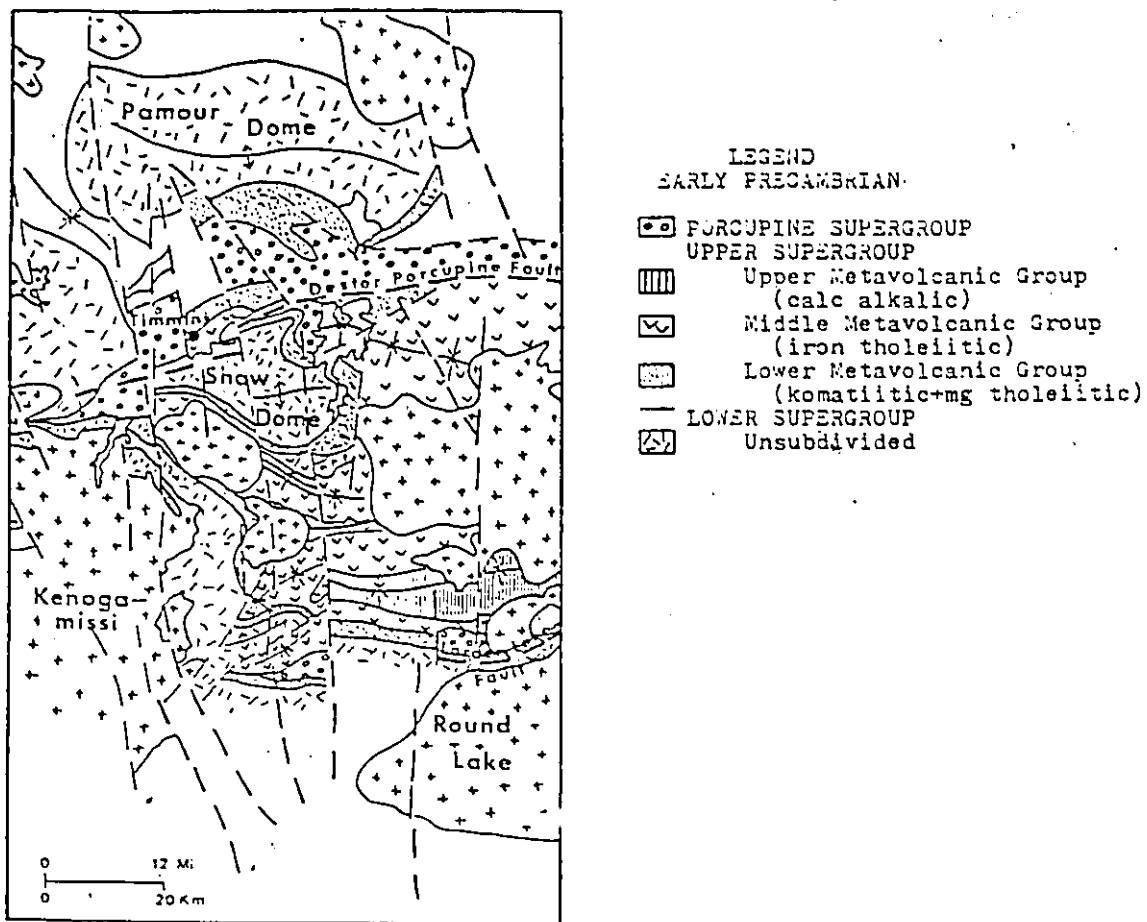 Pamour
Dome
Destor Porcupine Fault
Timmins
Shaw
Dome
Kenoga-
missi
Fault
Round
Lake
0 12 Mi
0 20 Km
LEGEND
EARLY PRECAMBRIAN
PORCUPINE SUPERGROUP
UPPER SUPERGROUP
Upper Metavolcanic Group
(calc alkalic)
Middle Metavolcanic Group
(iron tholeiitic)
Lower Metavolcanic Group
(komatiitic+mg tholeiitic)
LOWER SUPERGROUP
Unsubdivided